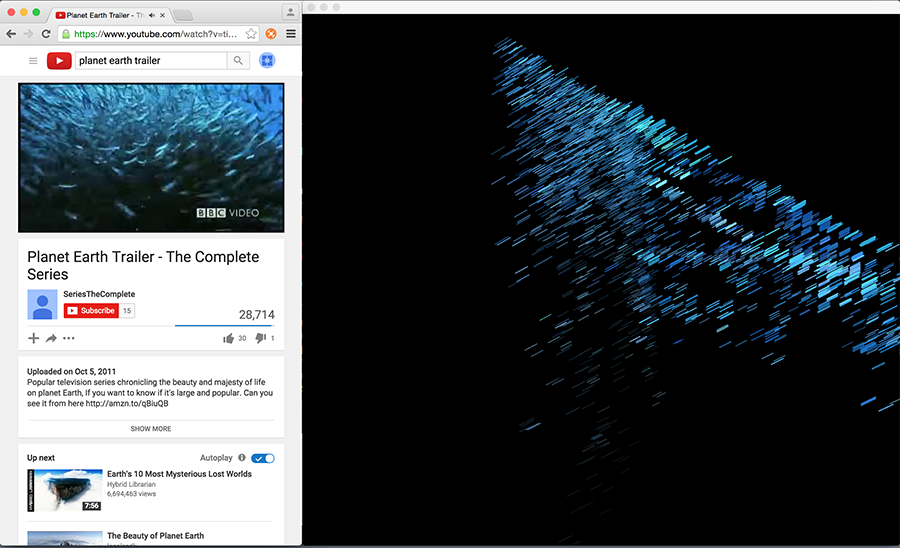 Planet Earth Trailer - Th
https://www.youtube.com/watch?v=ti...
planet earth trailer
BBC VIDEO
Planet Earth Trailer - The Complete
Series
SeriesTheComplete
Subscribe 15
28,714
30 1
Uploaded on Oct 5, 2011
Popular television series chronicling the beauty and majesty of life
on planet Earth, If you want to know if it's large and popular. Can you
see it from here http://amzn.to/qBiuQB
SHOW MORE
Up next Autoplay
Earth's 10 Most Mysterious Lost Worlds
Hybrid Librarian
6,694,463 views
7:56
The Beauty of Planet Earth